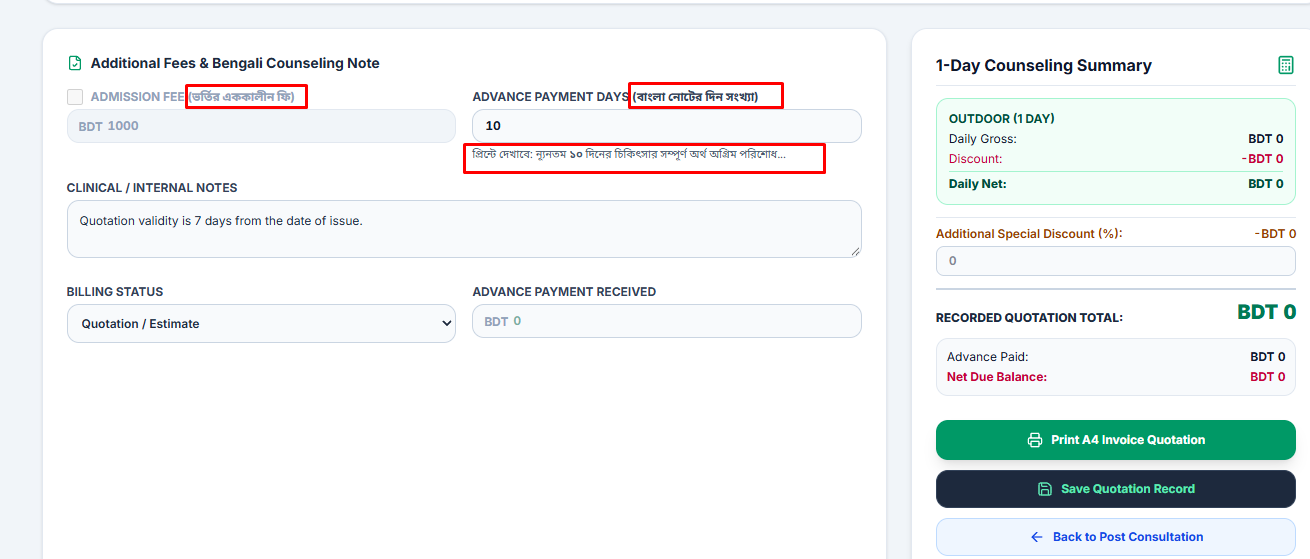 Additional Fees & Bengali Counseling Note
ADMISSION FEE (ভর্তির এককালীন ফি)
BDT 1000
ADVANCE PAYMENT DAYS (বাংলা নোটের দিন সংখ্যা)
10
প্রিন্টে দেখাবে: ন্যূনতম ১০ দিনের চিকিৎসার সম্পূর্ণ অর্থ অগ্রিম পরিশোধ...
CLINICAL / INTERNAL NOTES
Quotation validity is 7 days from the date of issue.
BILLING STATUS
Quotation / Estimate
ADVANCE PAYMENT RECEIVED
BDT 0
1-Day Counseling Summary
OUTDOOR (1 DAY)
Daily Gross: BDT 0
Discount: -BDT 0
Daily Net: BDT 0
Additional Special Discount (%): -BDT 0
0
RECORDED QUOTATION TOTAL: BDT 0
Advance Paid: BDT 0
Net Due Balance: BDT 0
Print A4 Invoice Quotation
Save Quotation Record
Back to Post Consultation